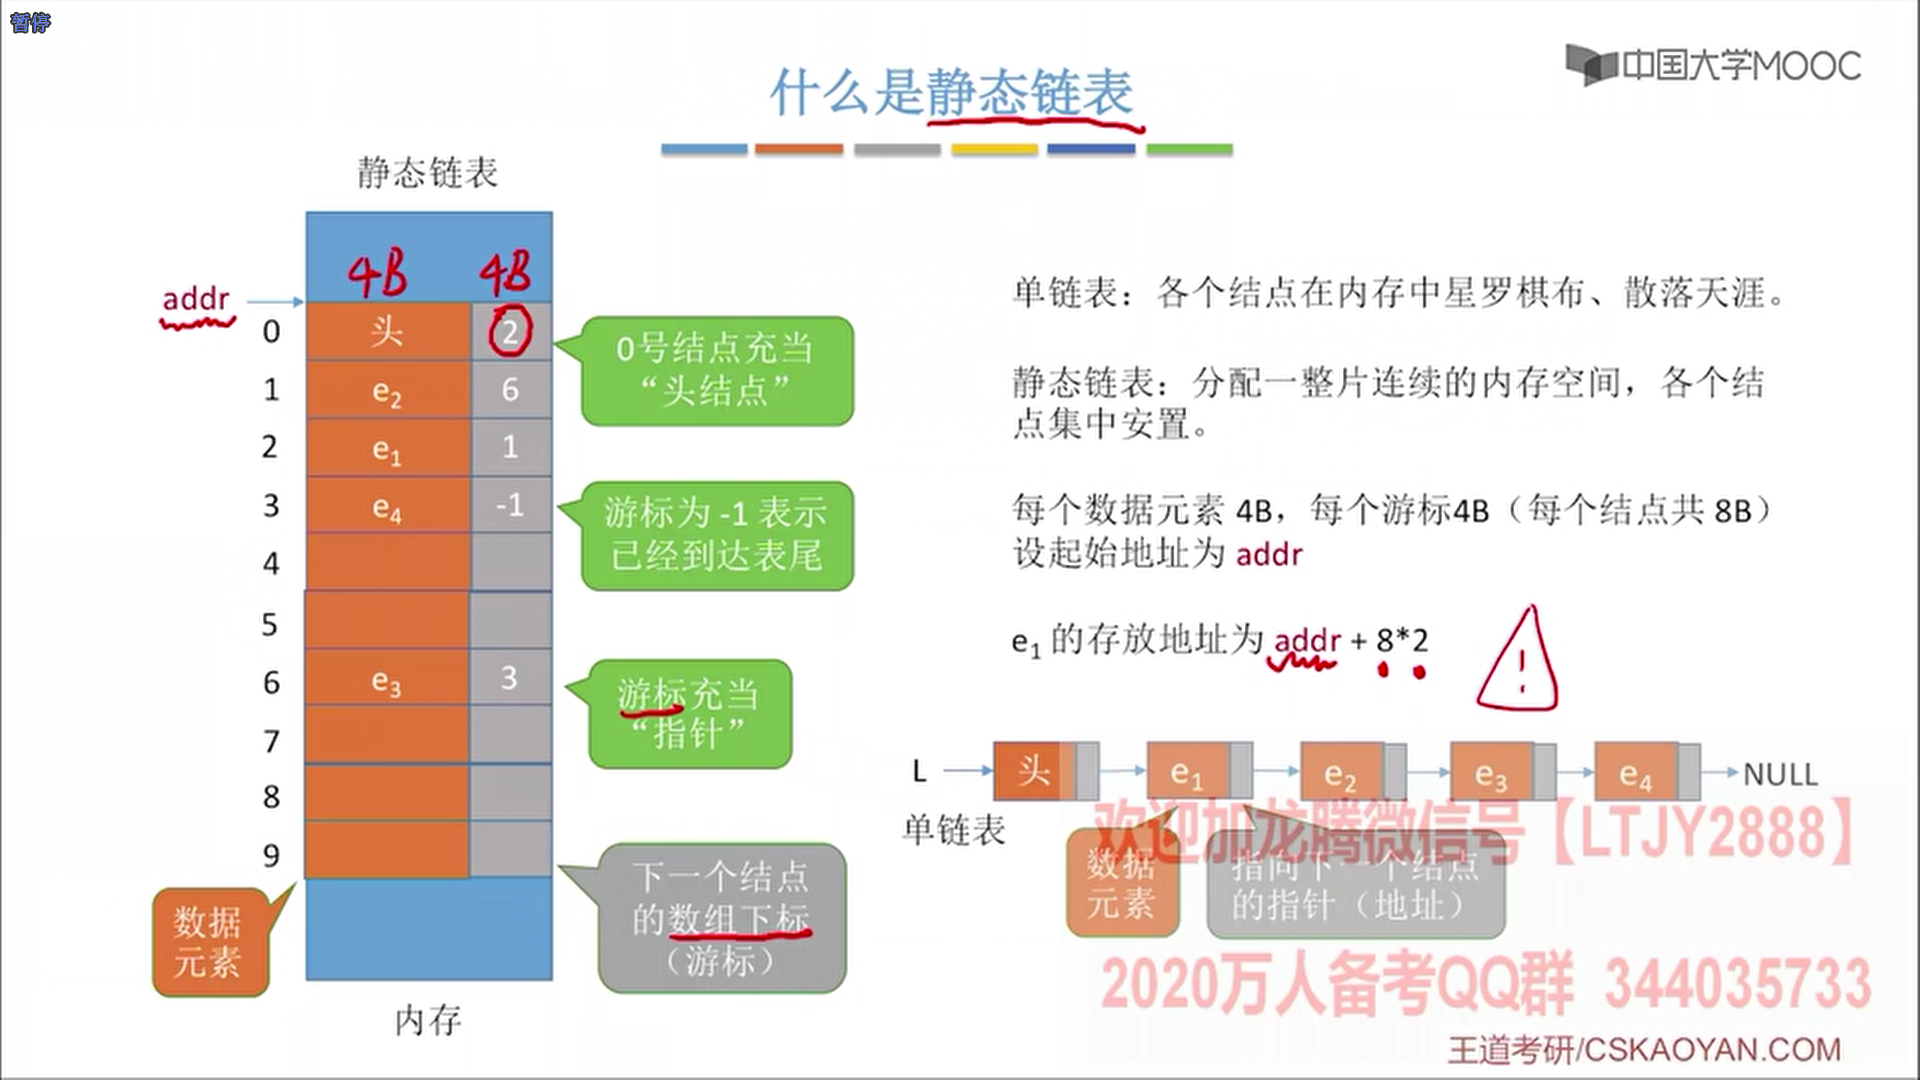 暂停
中国大学MOOC
什么是静态链表
静态链表
4B 4B
addr
0 头 2
1 e₂ 6
2 e₁ 1
3 e₄ -1
4
5
6 e₃ 3
7
8
9
数据
元素
内存
0号结点充当
“头结点”
游标为 -1 表示
已经到达表尾
游标充当
“指针”
下一个结点
的数组下标
（游标）
单链表：各个结点在内存中星罗棋布、散落天涯。
静态链表：分配一整片连续的内存空间，各个结
点集中安置。
每个数据元素 4B，每个游标4B（每个结点共 8B）
设起始地址为 addr
e₁ 的存放地址为 addr + 8*2
!
L 头 e₁ e₂ e₃ e₄ NULL
单链表
数据
元素
指向下一个结点
的指针（地址）
欢迎加龙腾微信号【LTJY2888】
2020万人备考QQ群 344035733
王道考研/CSKAOYAN.COM